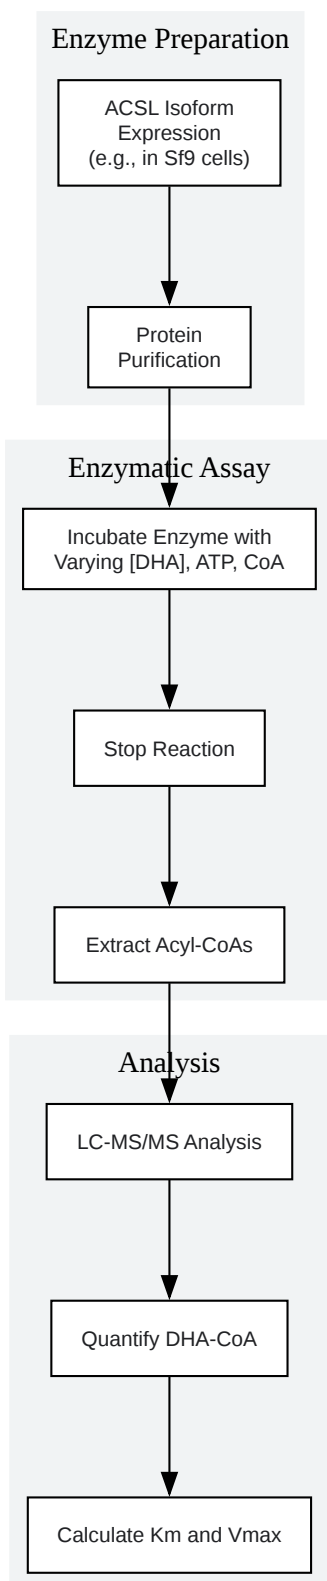 Enzyme Preparation
ACSL Isoform
Expression
(e.g., in Sf9 cells)
Protein
Purification
Enzymatic Assay
Incubate Enzyme with
Varying [DHA], ATP, CoA
Stop Reaction
Extract Acyl-CoAs
Analysis
LC-MS/MS Analysis
Quantify DHA-CoA
Calculate Km and Vmax